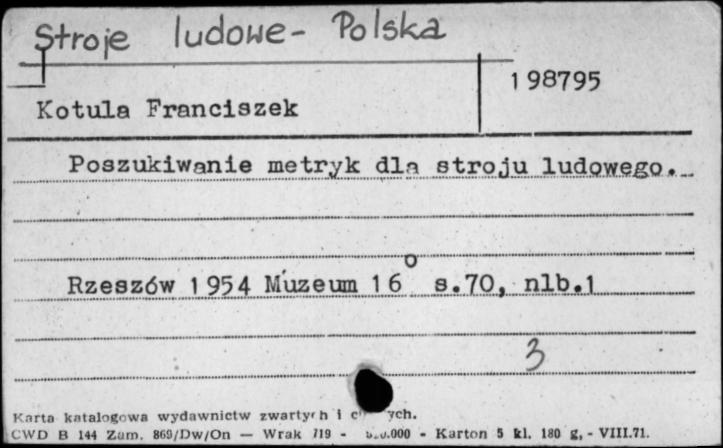 Stroje ludowe - Polska
198795
Kotula Franciszek
Poszukiwanie metryk dla stroju ludowego.
Rzeszów 1954 Muzeum 16° s.70, nlb.1
3
Karta katalogowa wydawnictw zwartych i
CWD B 144 Zam. 869/Dw/On — Wrak 719 - - Karton 5 kl. 180 g, - VIII.71.